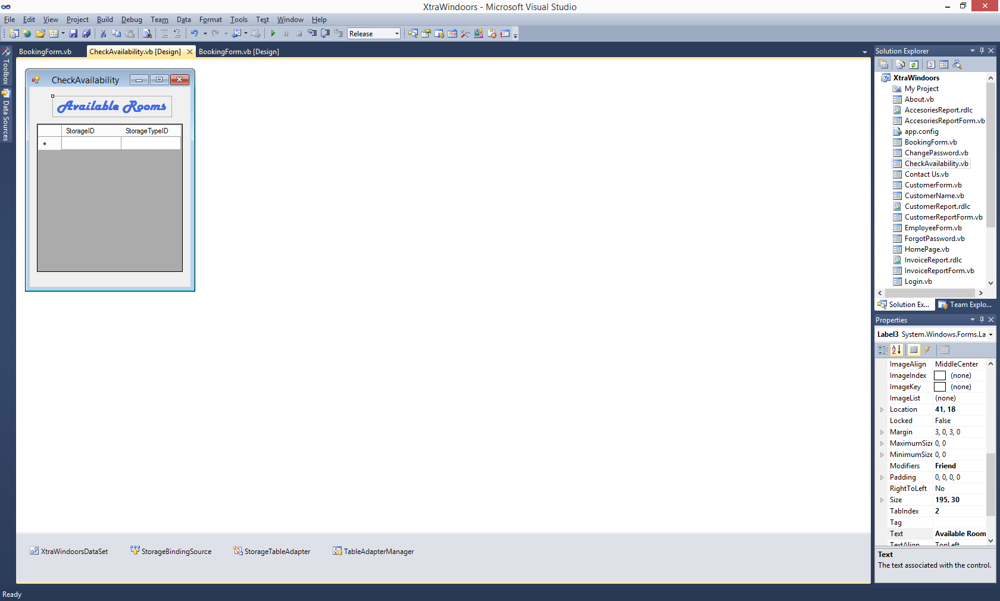 XtraWindoors - Microsoft Visual Studio
File Edit View Project Build Debug Team Data Format Tools Test Window Help
Release
Toolbox
Data Sources
BookingForm.vb CheckAvailability.vb [Design] BookingForm.vb [Design]
CheckAvailability
Available Rooms
StorageID StorageTypeID
XtraWindoorsDataSet StorageBindingSource StorageTableAdapter TableAdapterManager
Solution Explorer
XtraWindoors
My Project
About.vb
AccesoriesReport.rdlc
AccesoriesReportForm.vb
app.config
BookingForm.vb
ChangePassword.vb
CheckAvailability.vb
Contact Us.vb
CustomerForm.vb
CustomerName.vb
CustomerReport.rdlc
CustomerReportForm.vb
EmployeeForm.vb
ForgotPassword.vb
HomePage.vb
InvoiceReport.rdlc
InvoiceReportForm.vb
Login.vb
Solution Ex... Team Explo...
Properties
Label3 System.Windows.Forms.La
ImageAlign MiddleCenter
ImageIndex (none)
ImageKey (none)
ImageList (none)
Location 41, 18
Locked False
Margin 3, 0, 3, 0
MaximumSize 0, 0
MinimumSize 0, 0
Modifiers Friend
Padding 0, 0, 0, 0
RightToLeft No
Size 195, 30
TabIndex 2
Tag
Text Available Room
TextAlign TopLeft
Text
The text associated with the control.
Ready